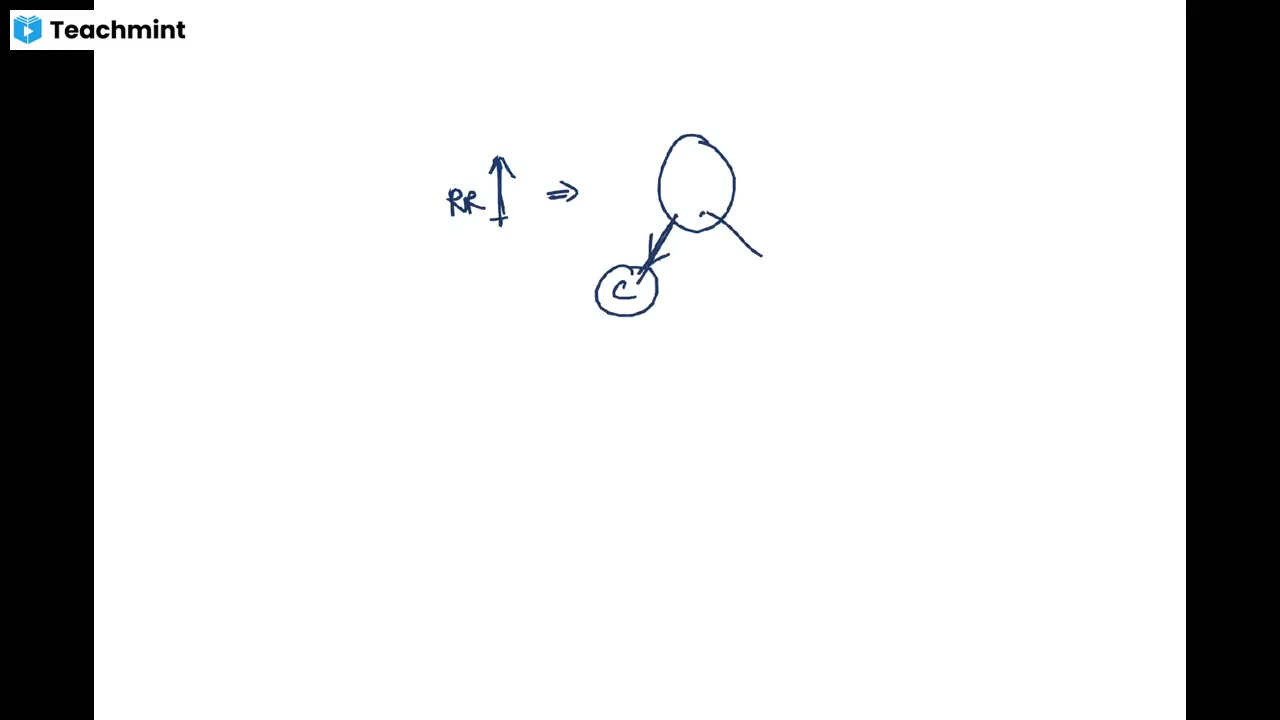 Teachmint
RR ↑ ⇒
C